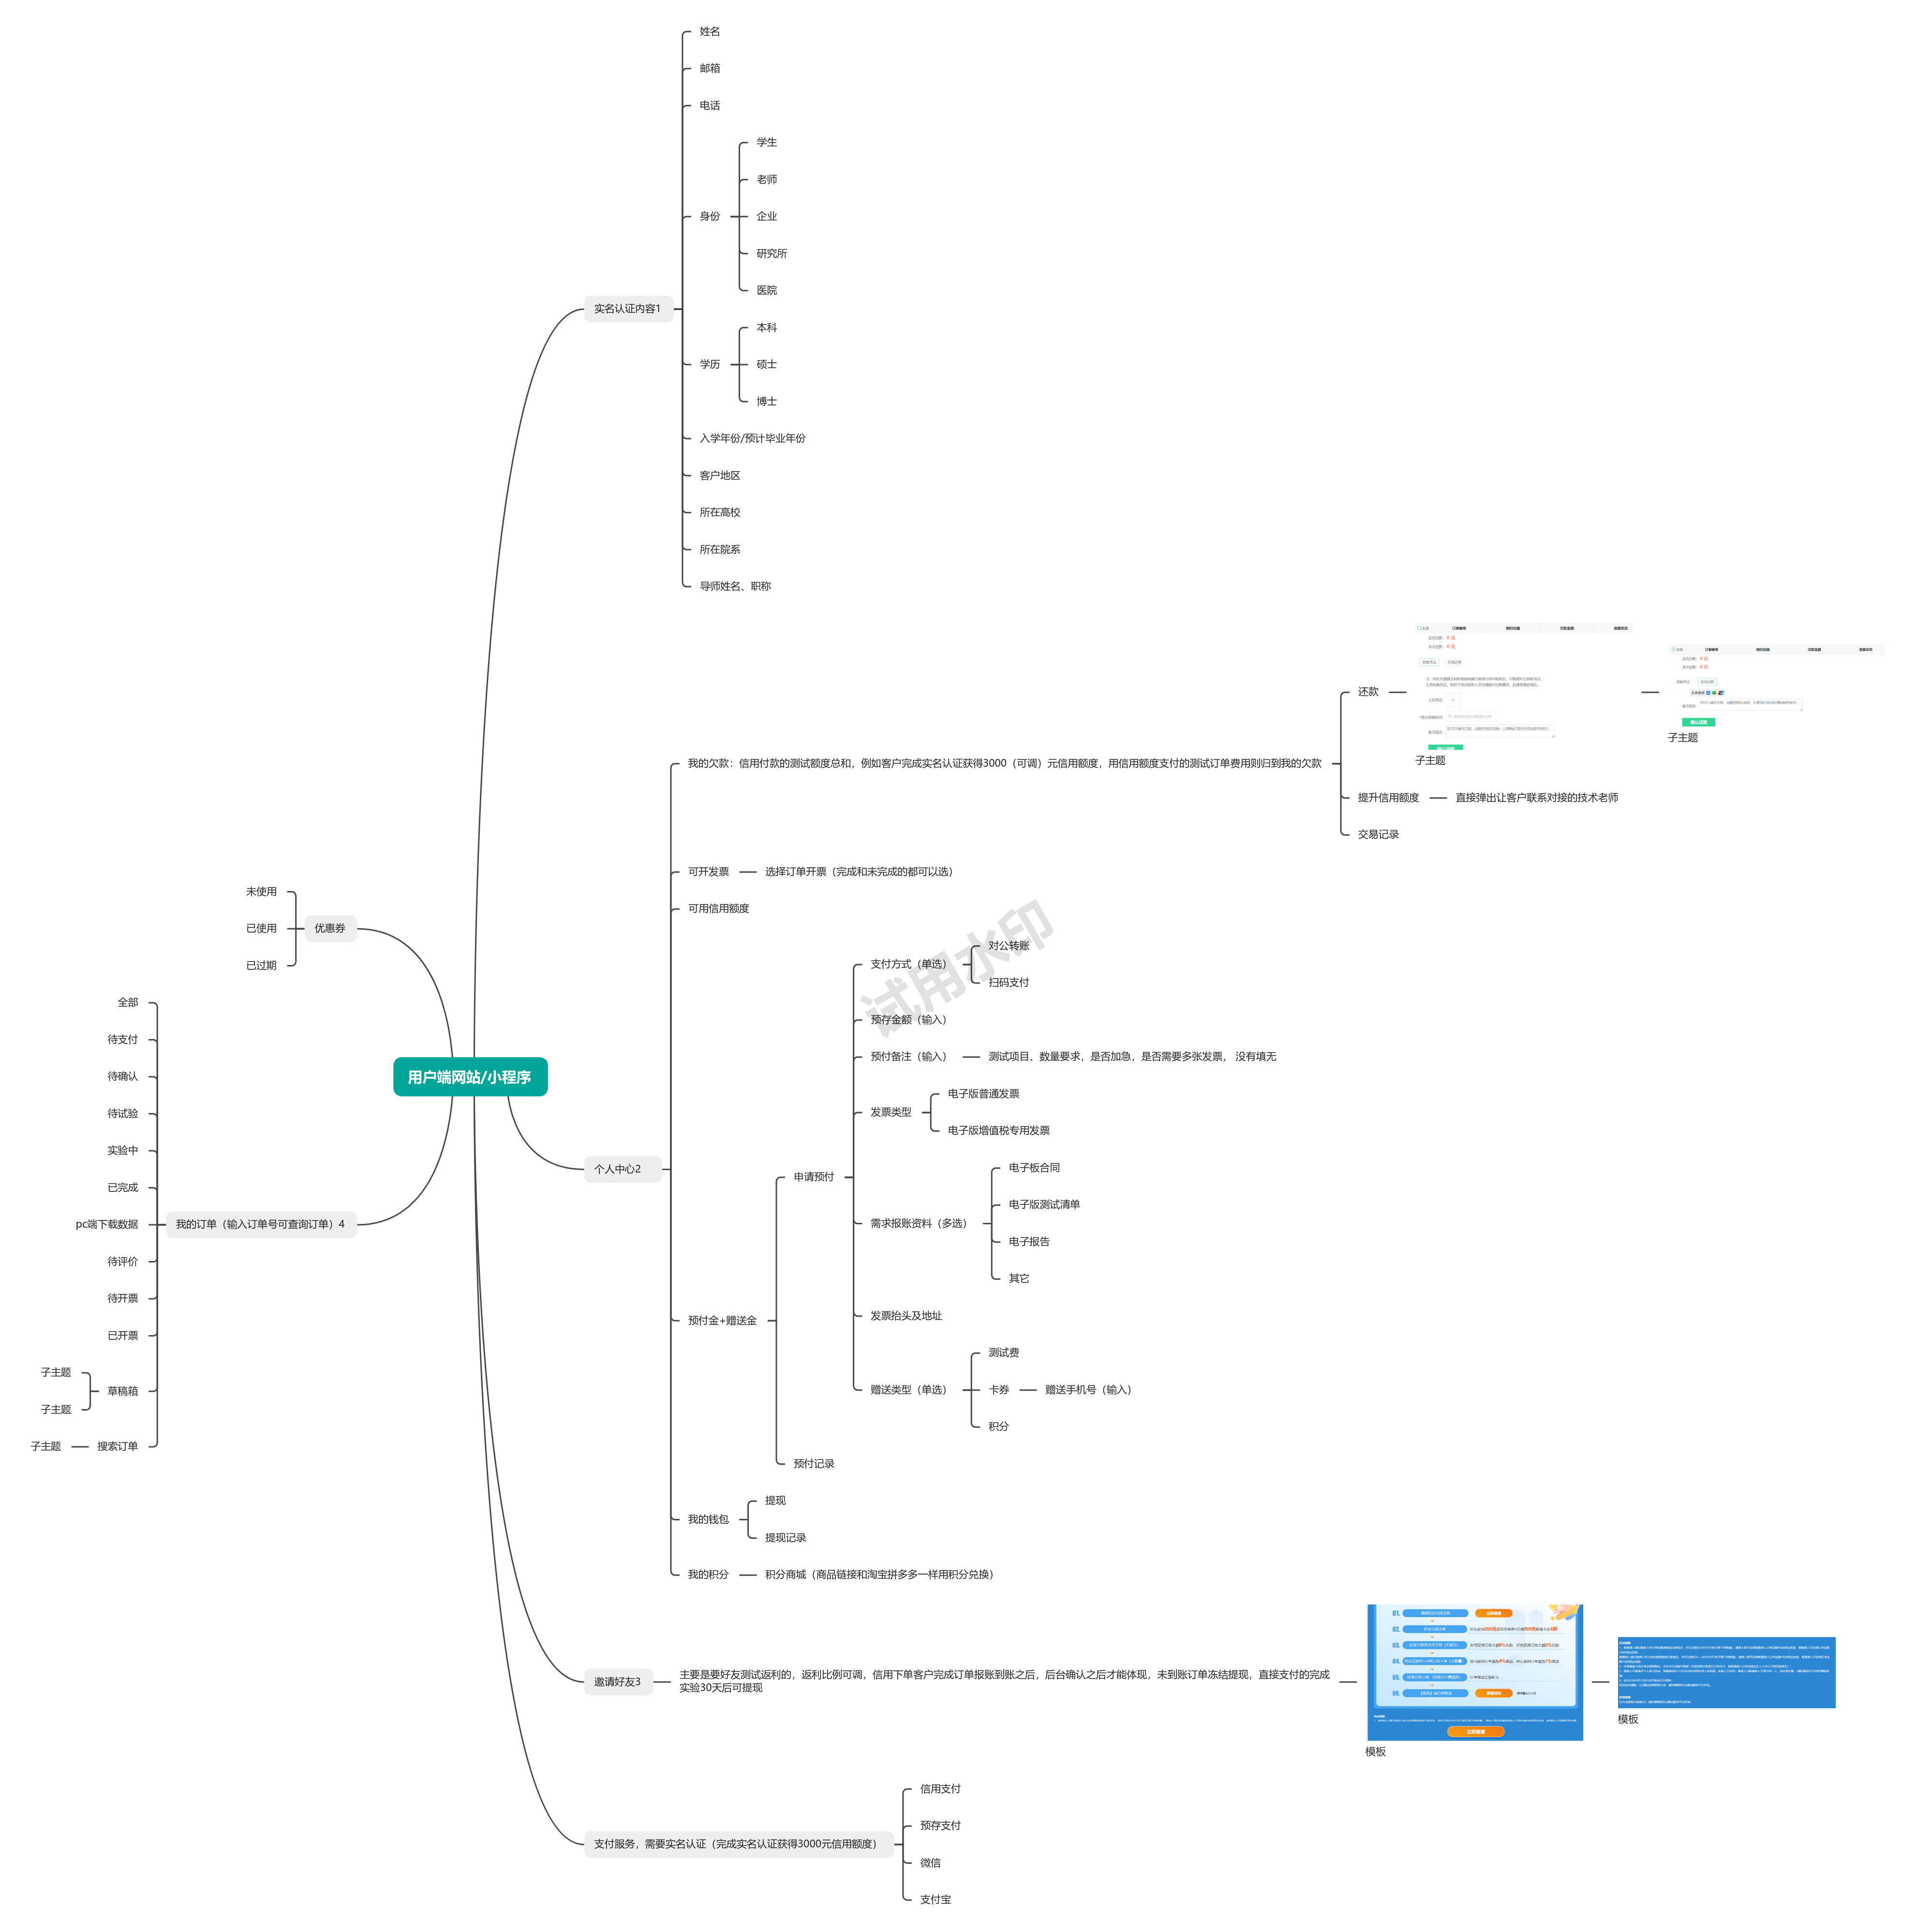 姓名
邮箱
电话
学生
老师
身份
企业
研究所
医院
实名认证内容1
本科
学历
硕士
博士
入学年份/预计毕业年份
客户地区
所在高校
所在院系
导师姓名、职称
还款
子主题
子主题
我的欠款：信用付款的测试额度总和，例如客户完成实名认证获得3000（可调）元信用额度，用信用额度支付的测试订单费用则归到我的欠款
提升信用额度
直接弹出让客户联系对接的技术老师
交易记录
可开发票
选择订单开票（完成和未完成的都可以选）
可用信用额度
未使用
已使用
优惠券
已过期
试用水印
支付方式（单选）
对公转账
扫码支付
预存金额（输入）
预付备注（输入）
测试项目、数量要求，是否加急，是否需要多张发票， 没有填无
发票类型
电子版普通发票
电子版增值税专用发票
全部
待支付
待确认
待试验
实验中
已完成
pc端下载数据
我的订单（输入订单号可查询订单）4
待评价
待开票
已开票
子主题
草稿箱
子主题
子主题
搜索订单
用户端网站/小程序
个人中心2
申请预付
需求报账资料（多选）
电子板合同
电子版测试清单
电子报告
其它
预付金+赠送金
发票抬头及地址
赠送类型（单选）
测试费
卡券
赠送手机号（输入）
积分
预付记录
我的钱包
提现
提现记录
我的积分
积分商城（商品链接和淘宝拼多多一样用积分兑换）
邀请好友3
主要是要好友测试返利的，返利比例可调，信用下单客户完成订单报账到账之后，后台确认之后才能体现，未到账订单冻结提现，直接支付的完成
实验30天后可提现
01.
02.
03.
04.
05.
06.
模板
模板
支付服务，需要实名认证（完成实名认证获得3000元信用额度）
信用支付
预存支付
微信
支付宝